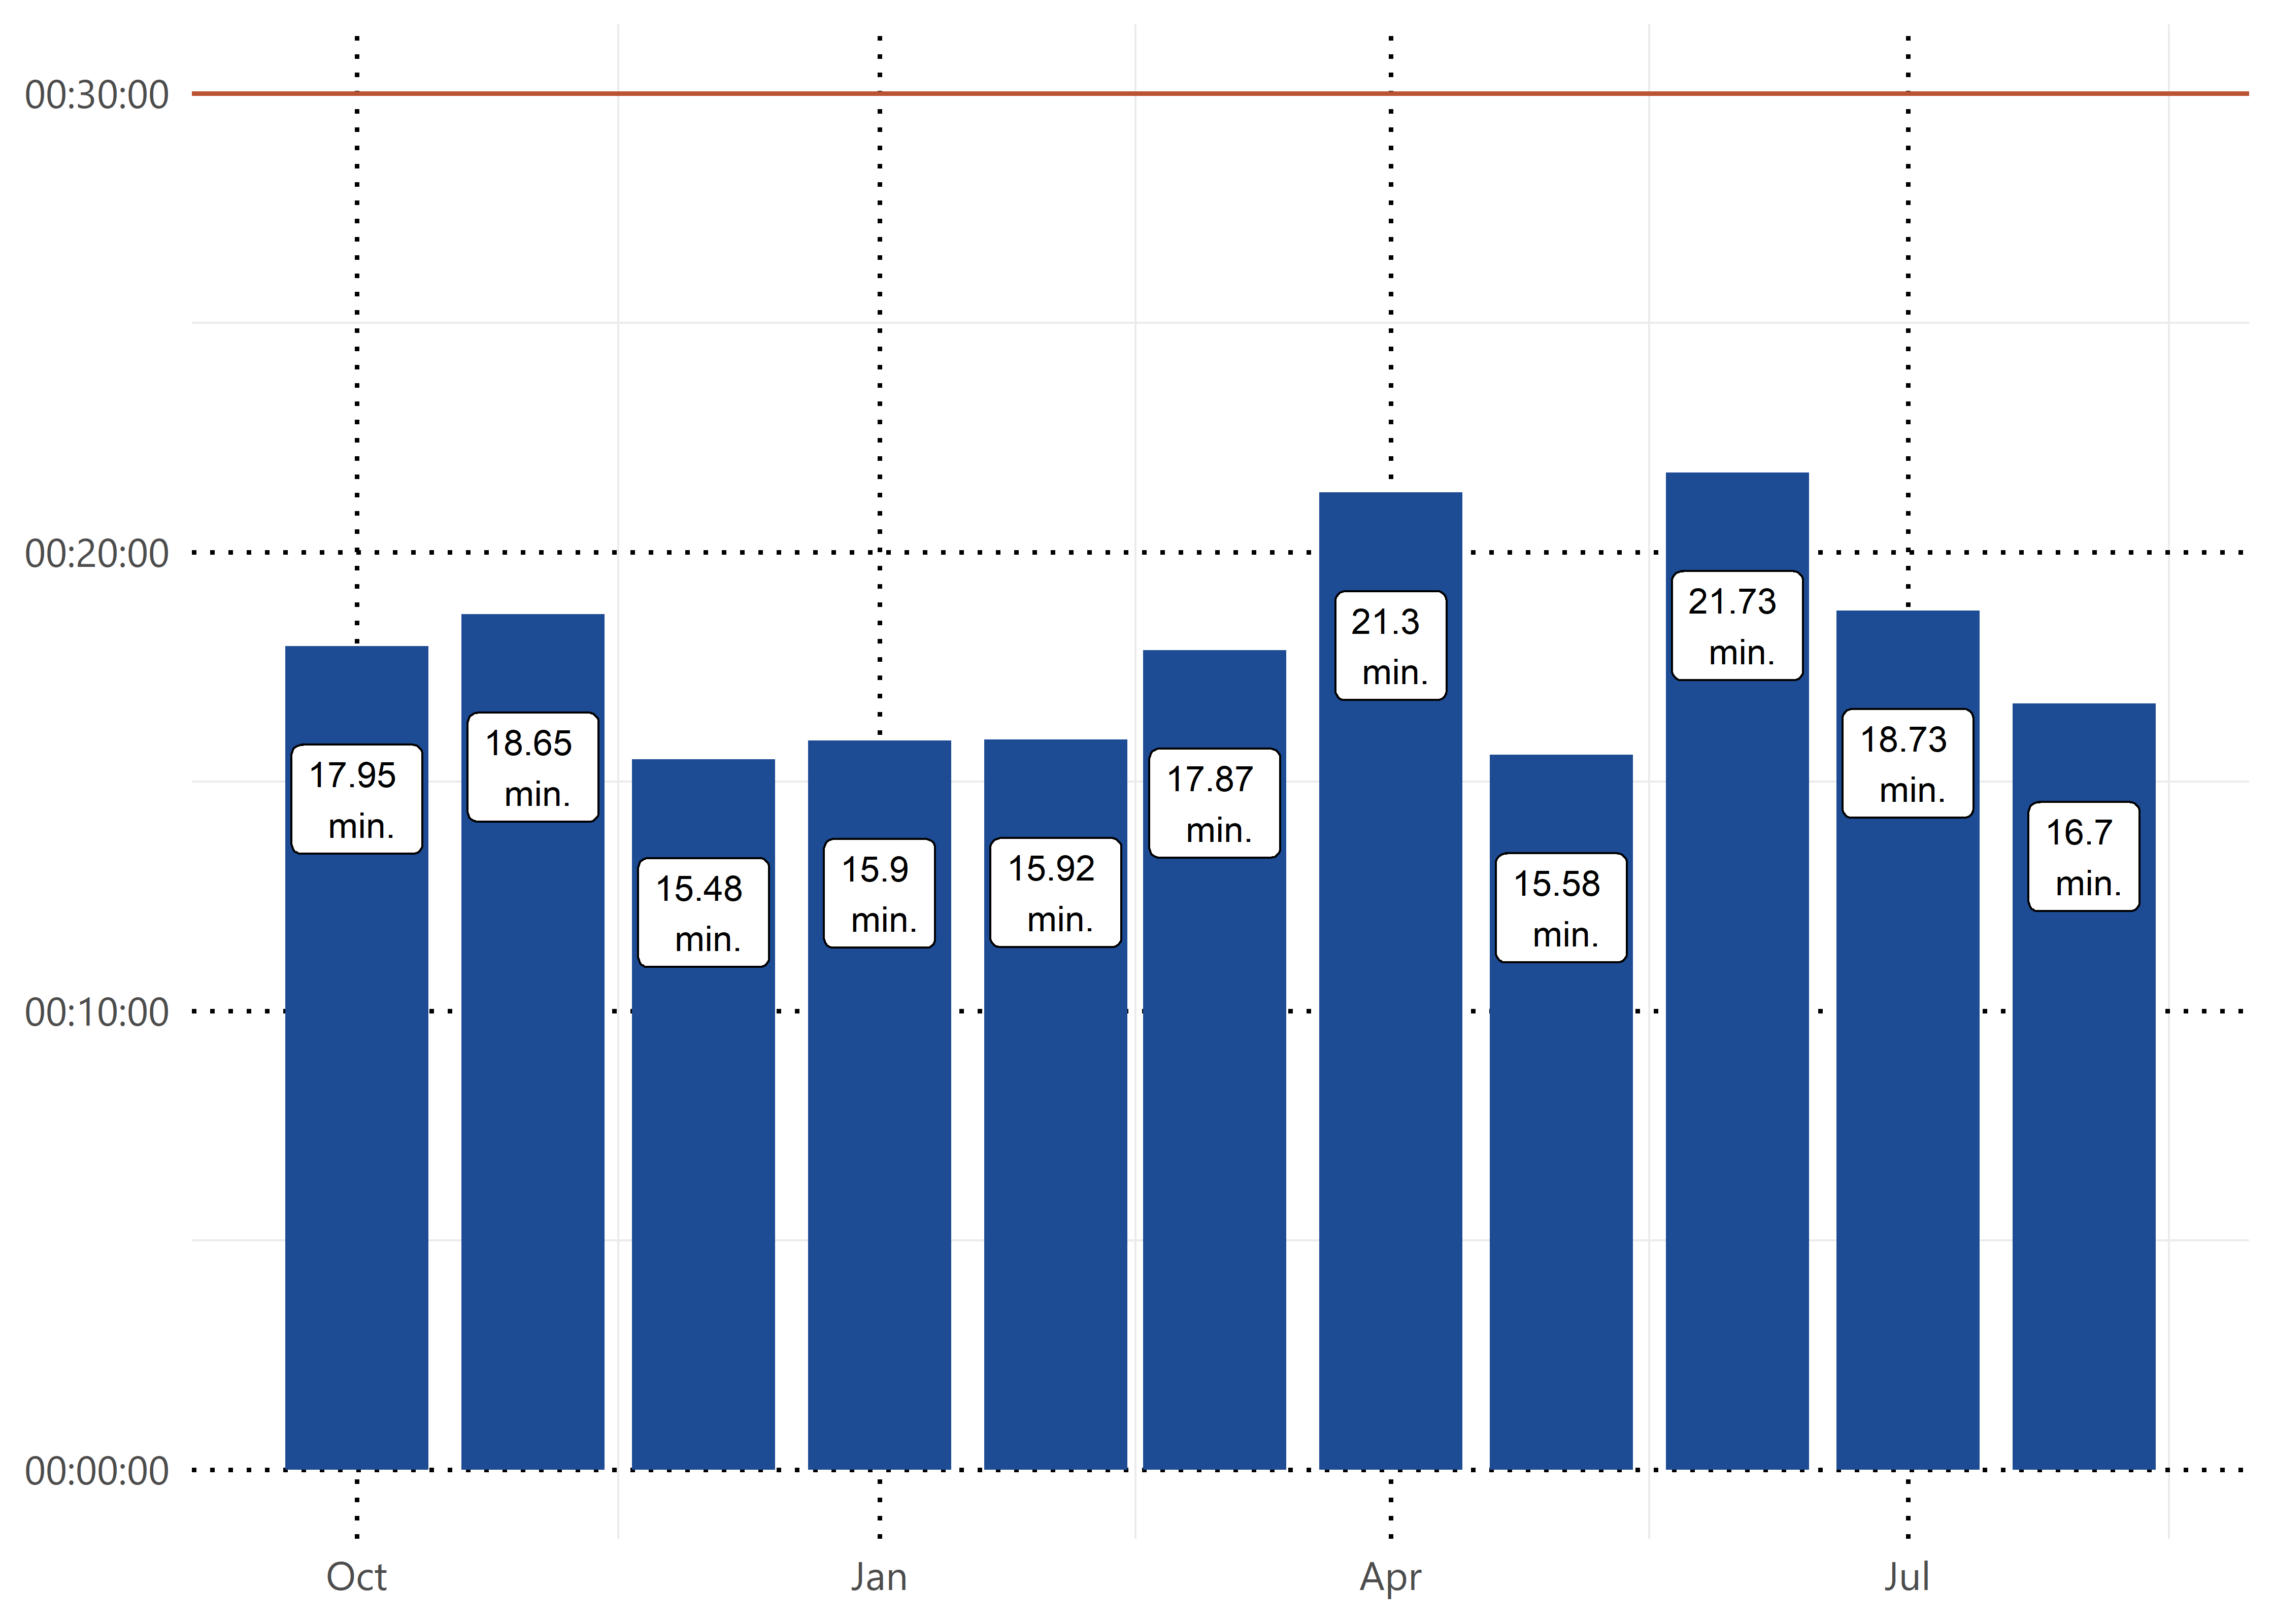 00:30:00
00:20:00
00:10:00
00:00:00
17.95
min.
18.65
min.
15.48
min.
15.9
min.
15.92
min.
17.87
min.
21.3
min.
15.58
min.
21.73
min.
18.73
min.
16.7
min.
Oct
Jan
Apr
Jul